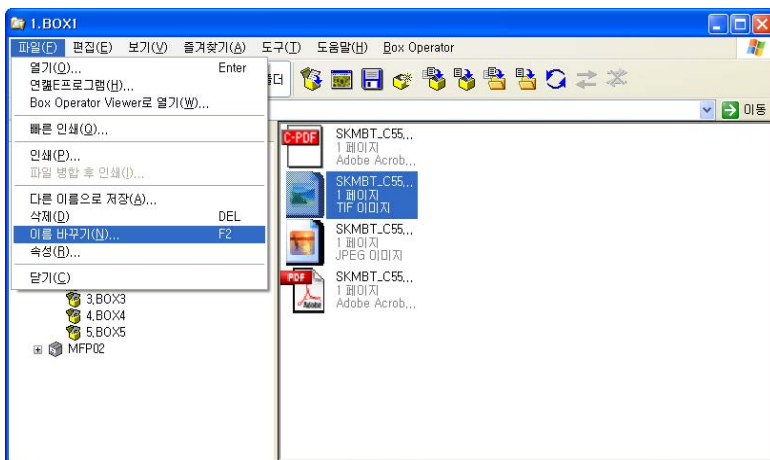 1.BOX1
파일(F) 편집(E) 보기(V) 즐겨찾기(A) 도구(T) 도움말(H) Box Operator
열기(O)... Enter
연캜E프로그램(H)...
Box Operator Viewer로 열기(W)...
빠른 인쇄(Q)...
인쇄(P)...
파일 병합 후 인쇄(I)...
다른 이름으로 저장(A)...
삭제(D) DEL
이름 바꾸기(N)... F2
속성(R)...
닫기(C)
3.BOX3
4.BOX4
5.BOX5
MFP02
더
이동
C-PDF
SKMBT_C55...
1 페이지
Adobe Acrob...
SKMBT_C55...
1 페이지
TIF 이미지
SKMBT_C55...
1 페이지
JPEG 이미지
PDF
Adobe
SKMBT_C55...
1 페이지
Adobe Acrob...